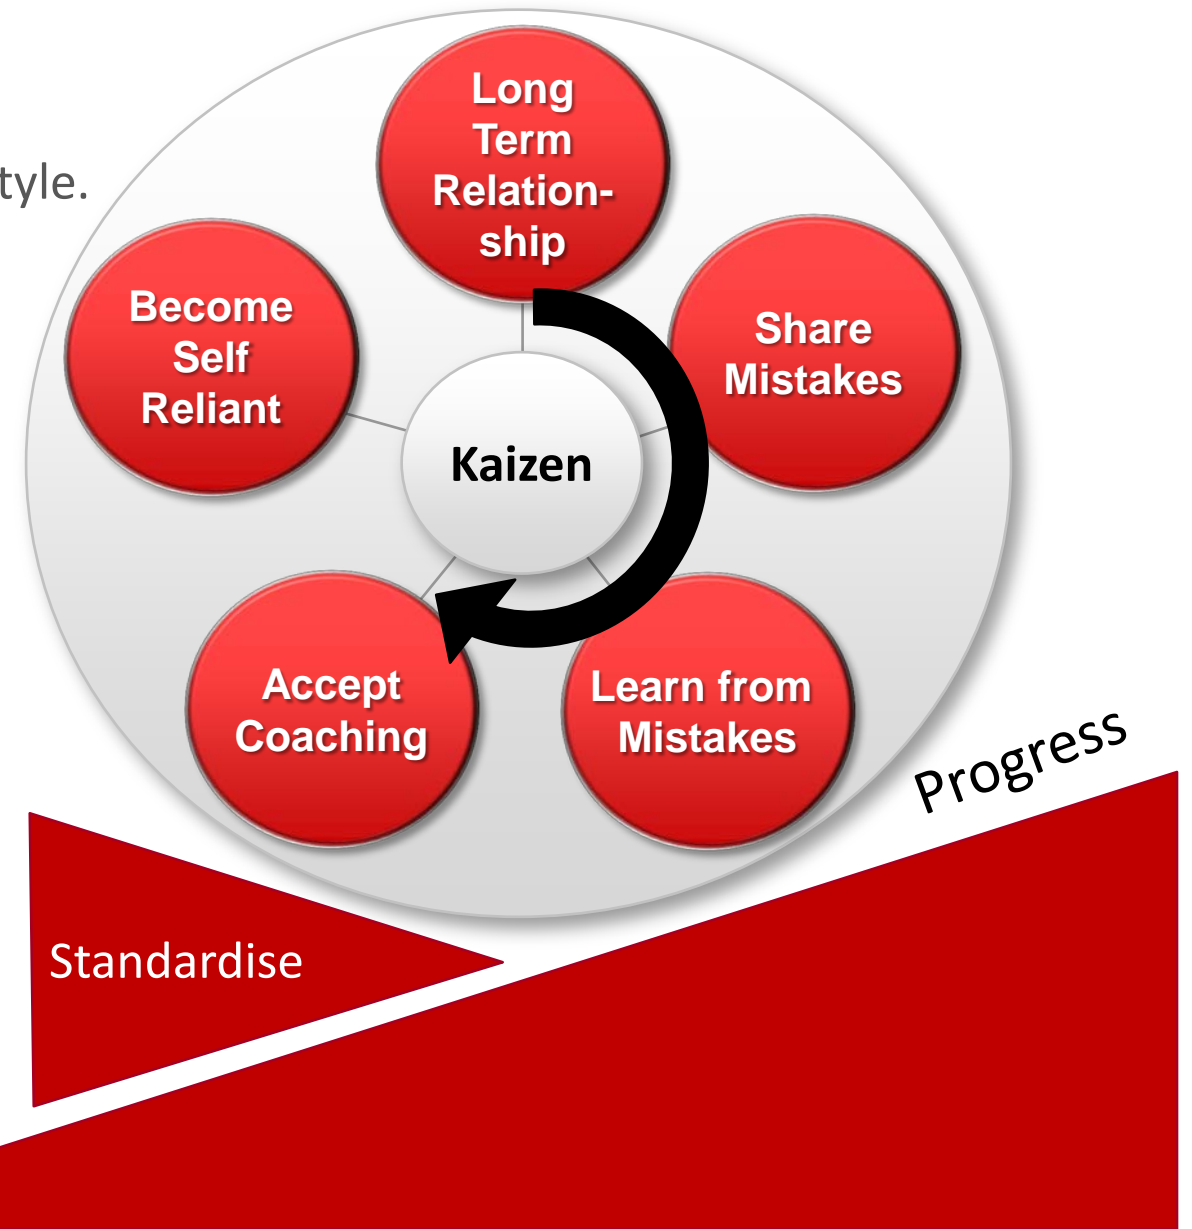 Long
Term
Relation-
ship
tyle.
Become
Self
Reliant
Share
Mistakes
Kaizen
Accept
Coaching
Learn from
Mistakes
Progress
Standardise